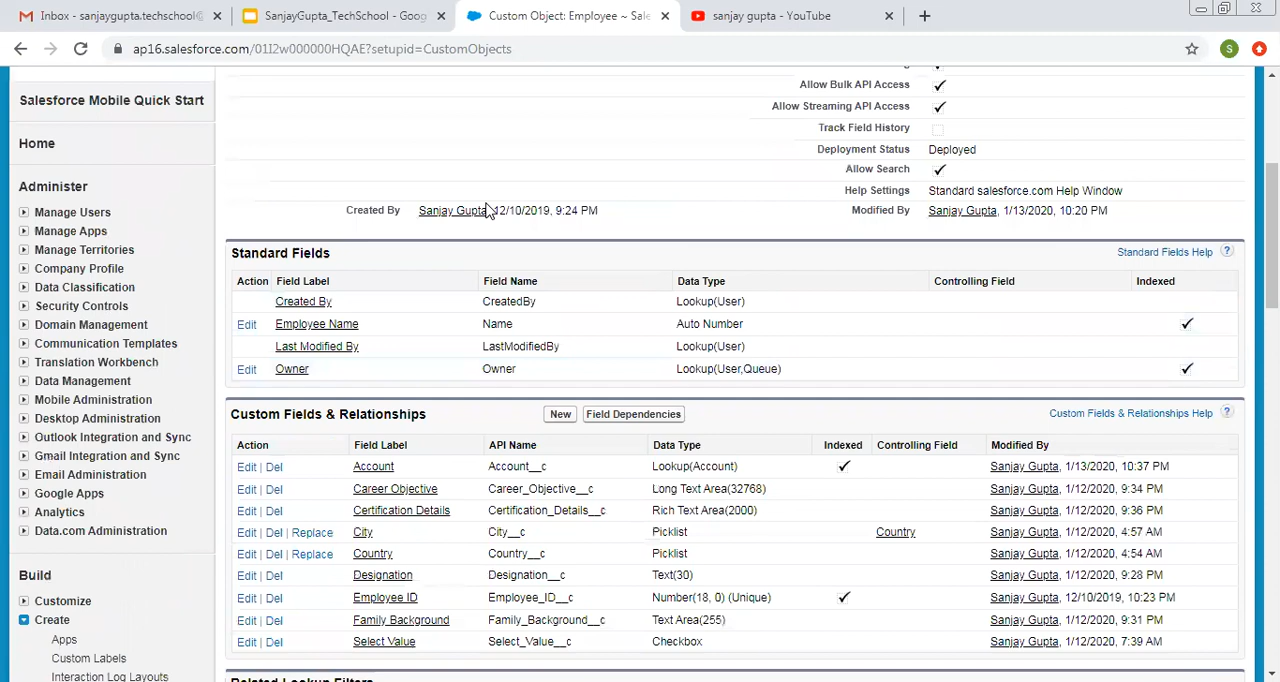 Inbox - sanjaygupta.techschool@
SanjayGupta_TechSchool - Goog
Custom Object: Employee ~ Sale
sanjay gupta - YouTube
ap16.salesforce.com/01I2w000000HQAE?setupid=CustomObjects
S
Salesforce Mobile Quick Start
Home
Administer
Manage Users
Manage Apps
Manage Territories
Company Profile
Data Classification
Security Controls
Domain Management
Communication Templates
Translation Workbench
Data Management
Mobile Administration
Desktop Administration
Outlook Integration and Sync
Gmail Integration and Sync
Email Administration
Google Apps
Analytics
Data.com Administration
Build
Customize
Create
Apps
Custom Labels
Interaction Log Layouts
Allow Bulk API Access
Allow Streaming API Access
Track Field History
Deployment Status Deployed
Allow Search
Help Settings Standard salesforce.com Help Window
Created By Sanjay Gupta, 12/10/2019, 9:24 PM Modified By Sanjay Gupta, 1/13/2020, 10:20 PM
Standard Fields Standard Fields Help ?
Action Field Label Field Name Data Type Controlling Field Indexed
Created By CreatedBy Lookup(User)
Edit Employee Name Name Auto Number
Last Modified By LastModifiedBy Lookup(User)
Edit Owner Owner Lookup(User,Queue)
Custom Fields & Relationships New Field Dependencies Custom Fields & Relationships Help ?
Action Field Label API Name Data Type Indexed Controlling Field Modified By
Edit | Del Account Account__c Lookup(Account) Sanjay Gupta, 1/13/2020, 10:37 PM
Edit | Del Career Objective Career_Objective__c Long Text Area(32768) Sanjay Gupta, 1/12/2020, 9:34 PM
Edit | Del Certification Details Certification_Details__c Rich Text Area(2000) Sanjay Gupta, 1/12/2020, 9:36 PM
Edit | Del | Replace City City__c Picklist Country Sanjay Gupta, 1/12/2020, 4:57 AM
Edit | Del | Replace Country Country__c Picklist Sanjay Gupta, 1/12/2020, 4:54 AM
Edit | Del Designation Designation__c Text(30) Sanjay Gupta, 1/12/2020, 9:28 PM
Edit | Del Employee ID Employee_ID__c Number(18, 0) (Unique) Sanjay Gupta, 12/10/2019, 10:23 PM
Edit | Del Family Background Family_Background__c Text Area(255) Sanjay Gupta, 1/12/2020, 9:31 PM
Edit | Del Select Value Select_Value__c Checkbox Sanjay Gupta, 1/12/2020, 7:39 AM
Related Lookup Filters